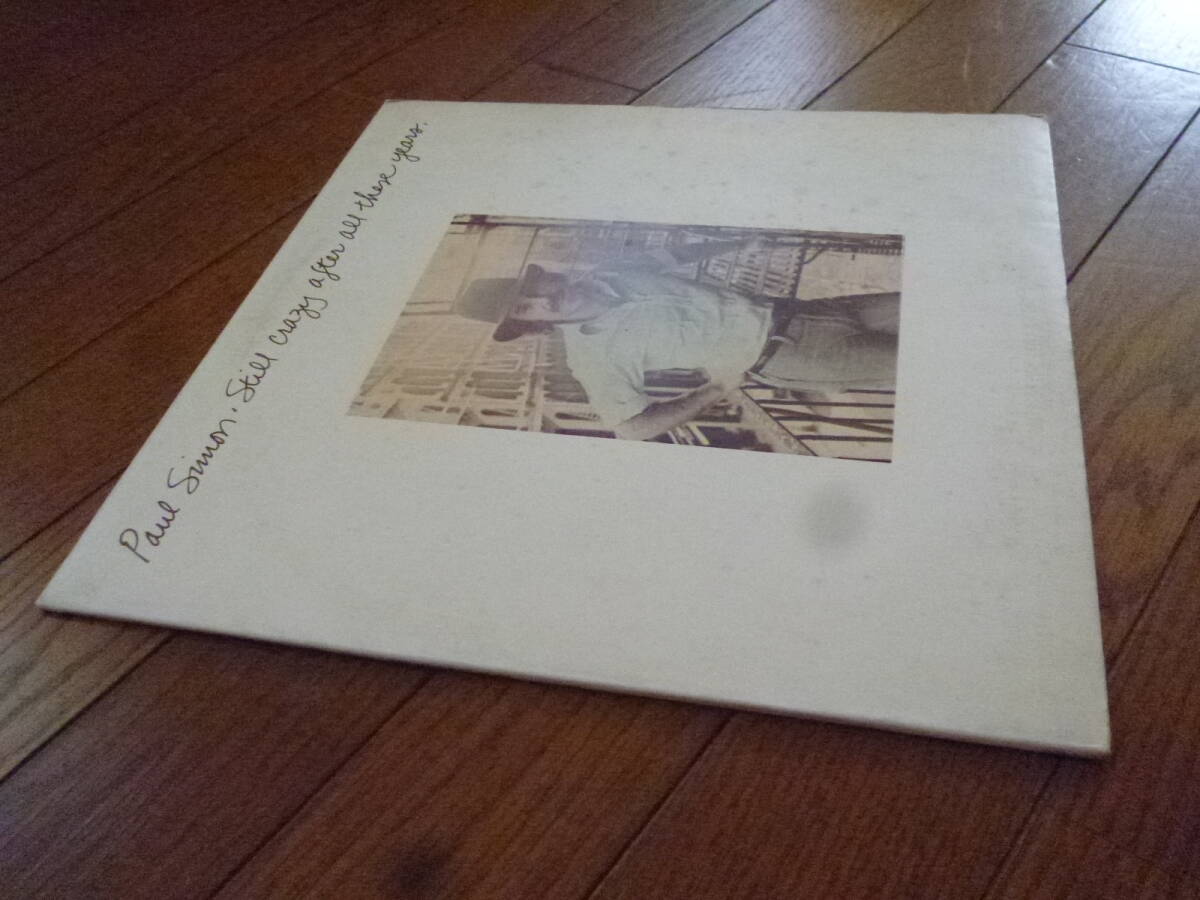 Paul Simon. Still crazy after all these years.